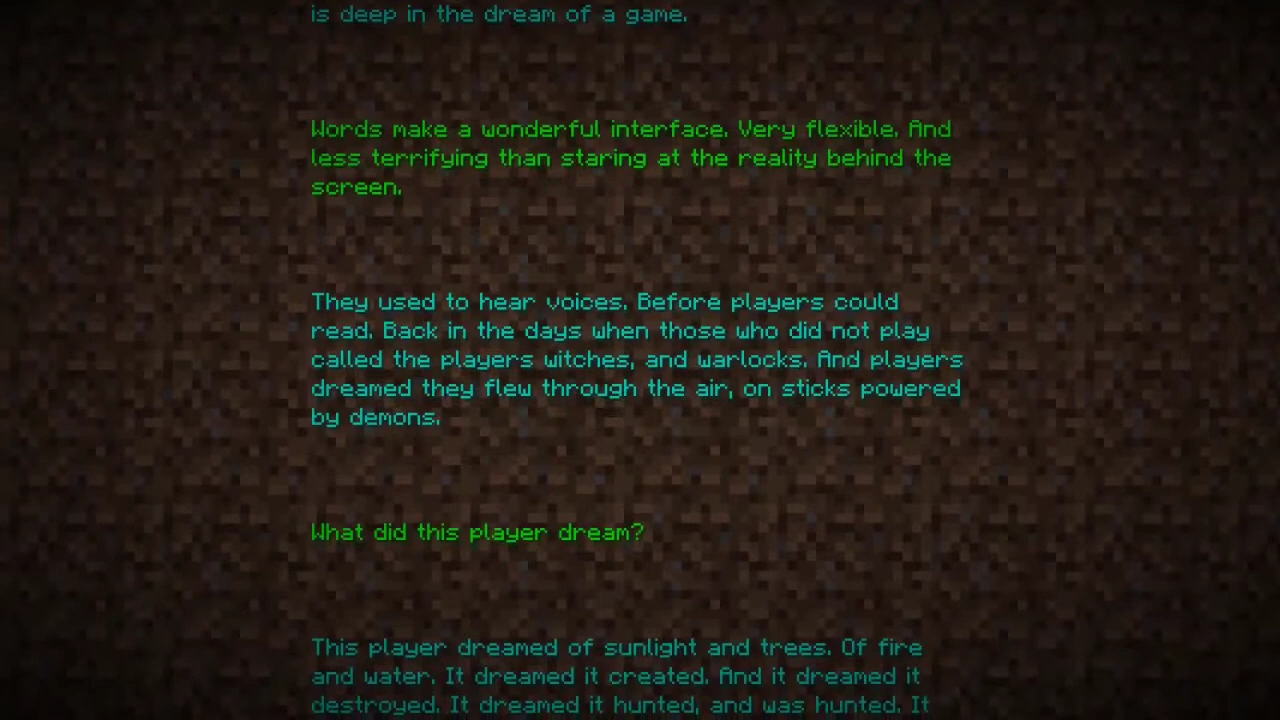 is deep in the dream of a game.
Words make a wonderful interface. Very flexible. And
less terrifying than staring at the reality behind the
screen.
They used to hear voices. Before players could
read. Back in the days when those who did not play
called the players witches, and warlocks. And players
dreamed they flew through the air, on sticks powered
by demons.
What did this player dream?
This player dreamed of sunlight and trees. Of fire
and water. It dreamed it created. And it dreamed it
destroyed. It dreamed it hunted, and was hunted. It